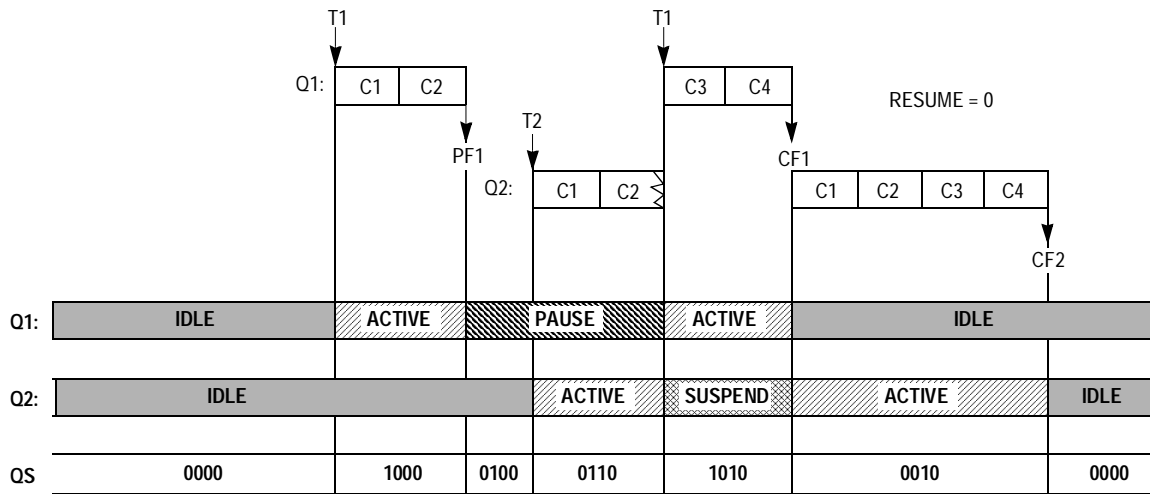 T1 T1
Q1: C1 C2 C3 C4 RESUME = 0
T2
PF1 CF1
Q2: C1 C2 C1 C2 C3 C4
CF2
Q1: IDLE ACTIVE PAUSE ACTIVE IDLE
Q2: IDLE ACTIVE SUSPEND ACTIVE IDLE
QS 0000 1000 0100 0110 1010 0010 0000